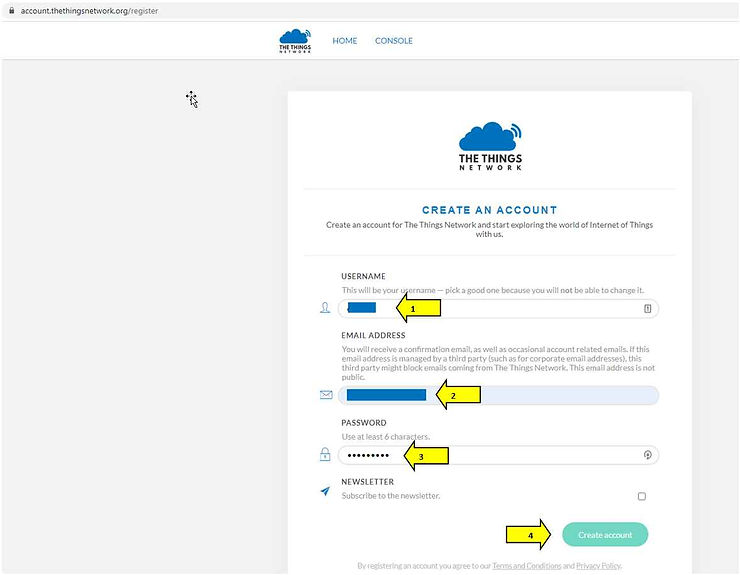 account.thethingsnetwork.org/register
THE THINGS
NETWORK
HOME
CONSOLE
THE THINGS
NETWORK
CREATE AN ACCOUNT
Create an account for The Things Network and start exploring the world of Internet of Things
with us.
USERNAME
This will be your username — pick a good one because you will not be able to change it.
1
EMAIL ADDRESS
You will receive a confirmation email, as well as occasional account related emails. If this
email address is managed by a third party (such as for corporate email addresses), this
third party might block emails coming from The Things Network. This email address is not
public.
2
PASSWORD
Use at least 6 characters.
•••••••••
3
NEWSLETTER
Subscribe to the newsletter.
4
Create account
By registering an account you agree to our Terms and Conditions and Privacy Policy.